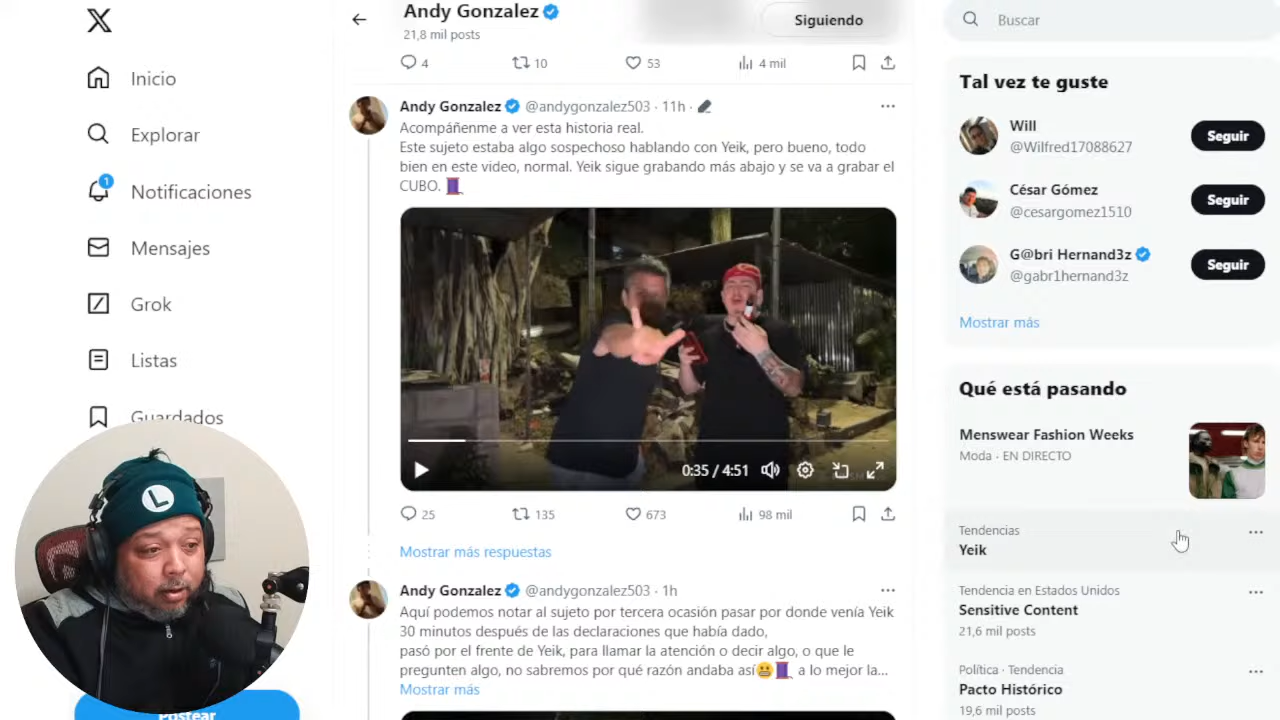 Inicio
Explorar
1
Notificaciones
Mensajes
Grok
Listas
Guardados
Postear
L
Andy Gonzalez
21,8 mil posts
Siguiendo
4
10
53
4 mil
Andy Gonzalez @andygonzalez503 · 11h ·
Acompáñenme a ver esta historia real.
Este sujeto estaba algo sospechoso hablando con Yeik, pero bueno, todo
bien en este video, normal. Yeik sigue grabando más abajo y se va a grabar el
CUBO.
0:35 / 4:51
25
135
673
98 mil
Mostrar más respuestas
Andy Gonzalez @andygonzalez503 · 1h
Aquí podemos notar al sujeto por tercera ocasión pasar por donde venía Yeik
30 minutos después de las declaraciones que había dado,
pasó por el frente de Yeik, para llamar la atención o decir algo, o que le
pregunten algo, no sabremos por qué razón andaba así😬🧵 a lo mejor la...
Mostrar más
Buscar
Tal vez te guste
Will
@Wilfred17088627
Seguir
César Gómez
@cesargomez1510
Seguir
G@bri Hernand3z
@gabr1hernand3z
Seguir
Mostrar más
Qué está pasando
Menswear Fashion Weeks
Moda · EN DIRECTO
Tendencias
Yeik
Tendencia en Estados Unidos
Sensitive Content
21,6 mil posts
Política · Tendencia
Pacto Histórico
19,6 mil posts